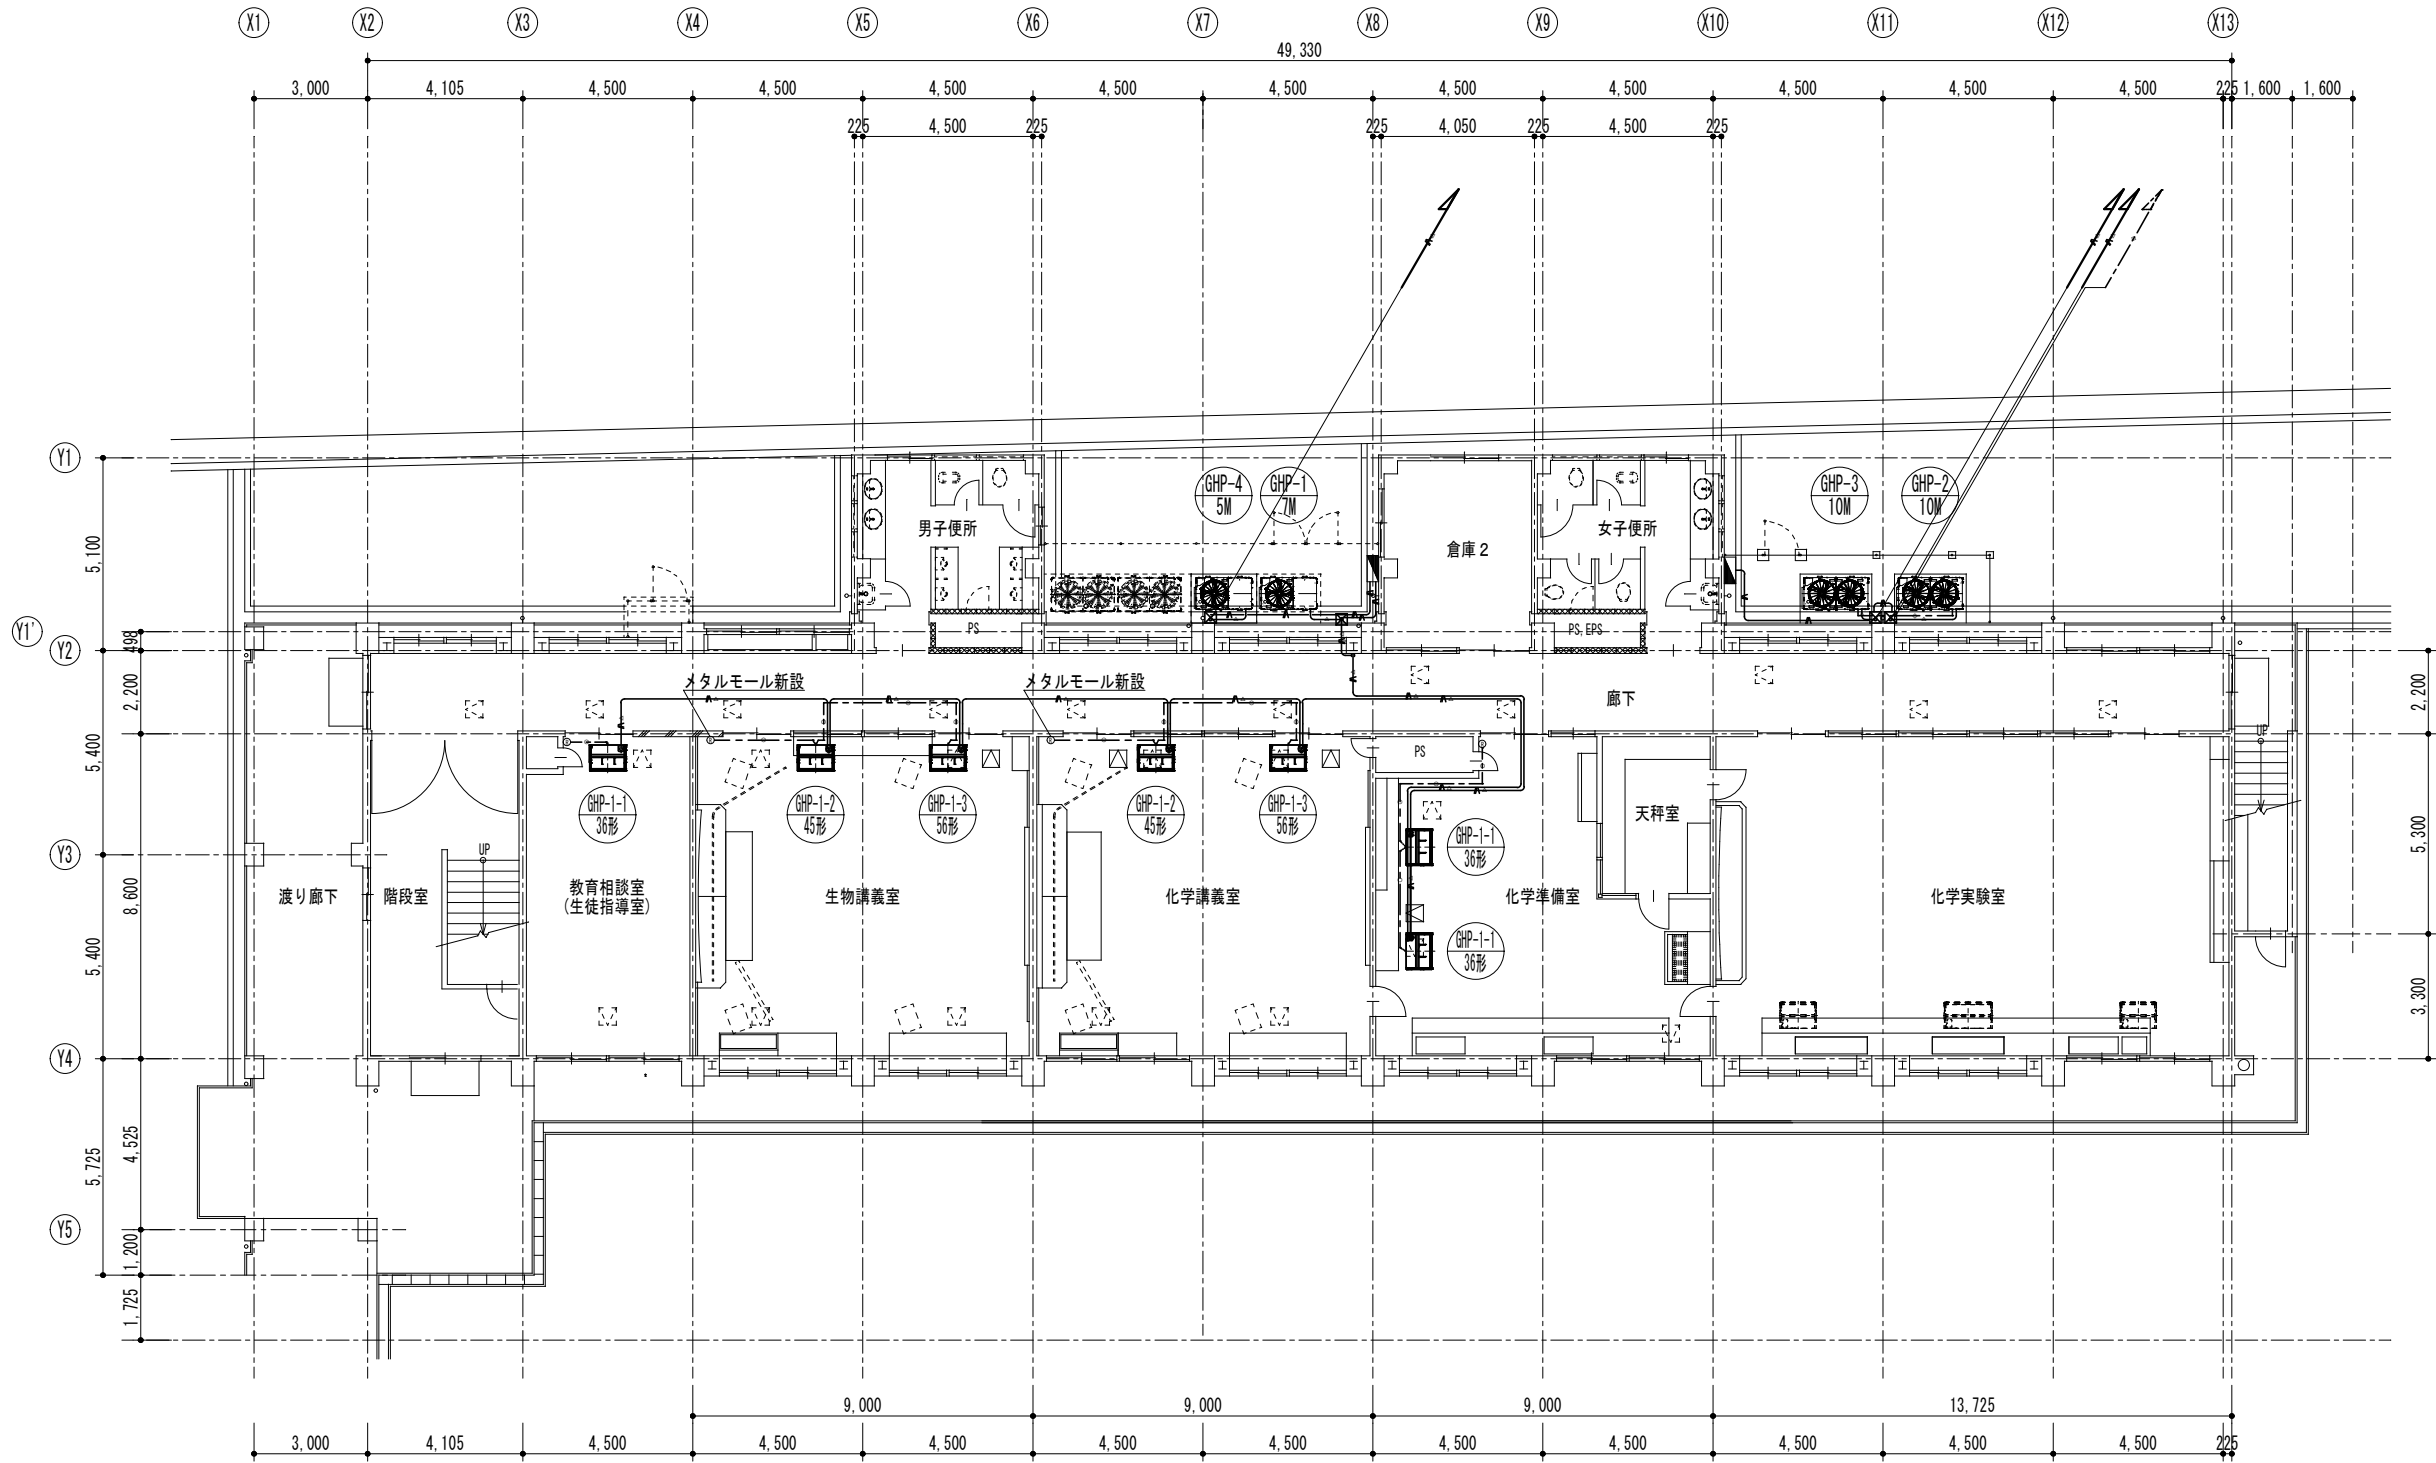 X1 X2 X3 X4 X5 X6 X7 X8 X9 X10 X11 X12 X13
49,330
3,000 4,105 4,500 4,500 4,500 4,500 4,500 4,500 4,500 4,500 4,500 4,500 225 1,600 1,600
225 4,500 225 225 4,050 225 4,500 225
Y1
GHP-4 GHP-1 GHP-3 GHP-2
5M 7M 10M 10M
男子便所 女子便所
倉庫2
5,100
Y1'
498
PS PS,EPS
Y2
メタルモール新設 メタルモール新設
廊下
2,200 2,200
5,400
PS
UP
GHP-1-1 GHP-1-2 GHP-1-3 GHP-1-2 GHP-1-3
36形 45形 56形 45形 56形
天秤室
GHP-1-1
36形
UP
Y3
5,300
8,600
渡り廊下 階段室 教育相談室 生物講義室 化学講義室 化学準備室 化学実験室
(生徒指導室)
GHP-1-1
36形
5,400
3,300
Y4
4,525
5,725
Y5
1,200
1,725
9,000 9,000 9,000 13,725
3,000 4,105 4,500 4,500 4,500 4,500 4,500 4,500 4,500 4,500 4,500 4,500 225